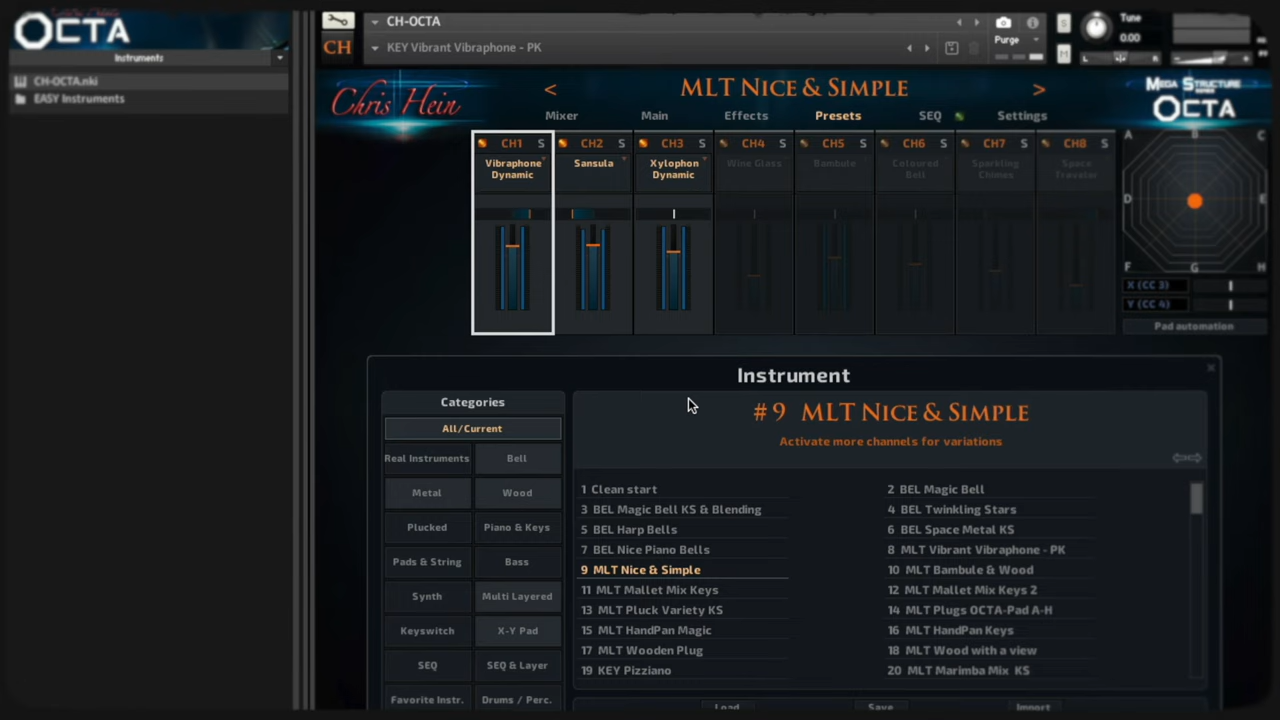 OCTA
Instruments
CH-OCTA.nki
EASY Instruments
CH-OCTA
CH
KEY Vibrant Vibraphone - PK
Purge
S
M
Tune
0.00
L
R
Chris Hein
< MLT Nice & Simple >
Mega Structure
OCTA
Mixer
Main
Effects
Presets
SEQ
Settings
CH1 S
CH2 S
CH3 S
CH4 S
CH5 S
CH6 S
CH7 S
CH8 S
Vibraphone
Dynamic
Sansula
Xylophon
Dynamic
Wine Glass
Bambule
Coloured
Bell
Sparkling
Chimes
Space
Traveler
A B C
D E
F G H
X (CC 3)
Y (CC 4)
Pad automation
Instrument
Categories
All/Current
Real Instruments
Bell
Metal
Wood
Plucked
Piano & Keys
Pads & String
Bass
Synth
Multi Layered
Keyswitch
X-Y Pad
SEQ
SEQ & Layer
Favorite Instr.
Drums / Perc.
# 9 MLT Nice & Simple
Activate more channels for variations
1 Clean start
2 BEL Magic Bell
3 BEL Magic Bell KS & Blending
4 BEL Twinkling Stars
5 BEL Harp Bells
6 BEL Space Metal KS
7 BEL Nice Piano Bells
8 MLT Vibrant Vibraphone - PK
9 MLT Nice & Simple
10 MLT Bambule & Wood
11 MLT Mallet Mix Keys
12 MLT Mallet Mix Keys 2
13 MLT Pluck Variety KS
14 MLT Plugs OCTA-Pad A-H
15 MLT HandPan Magic
16 MLT HandPan Keys
17 MLT Wooden Plug
18 MLT Wood with a view
19 KEY Pizziano
20 MLT Marimba Mix KS
Load
Save
Import